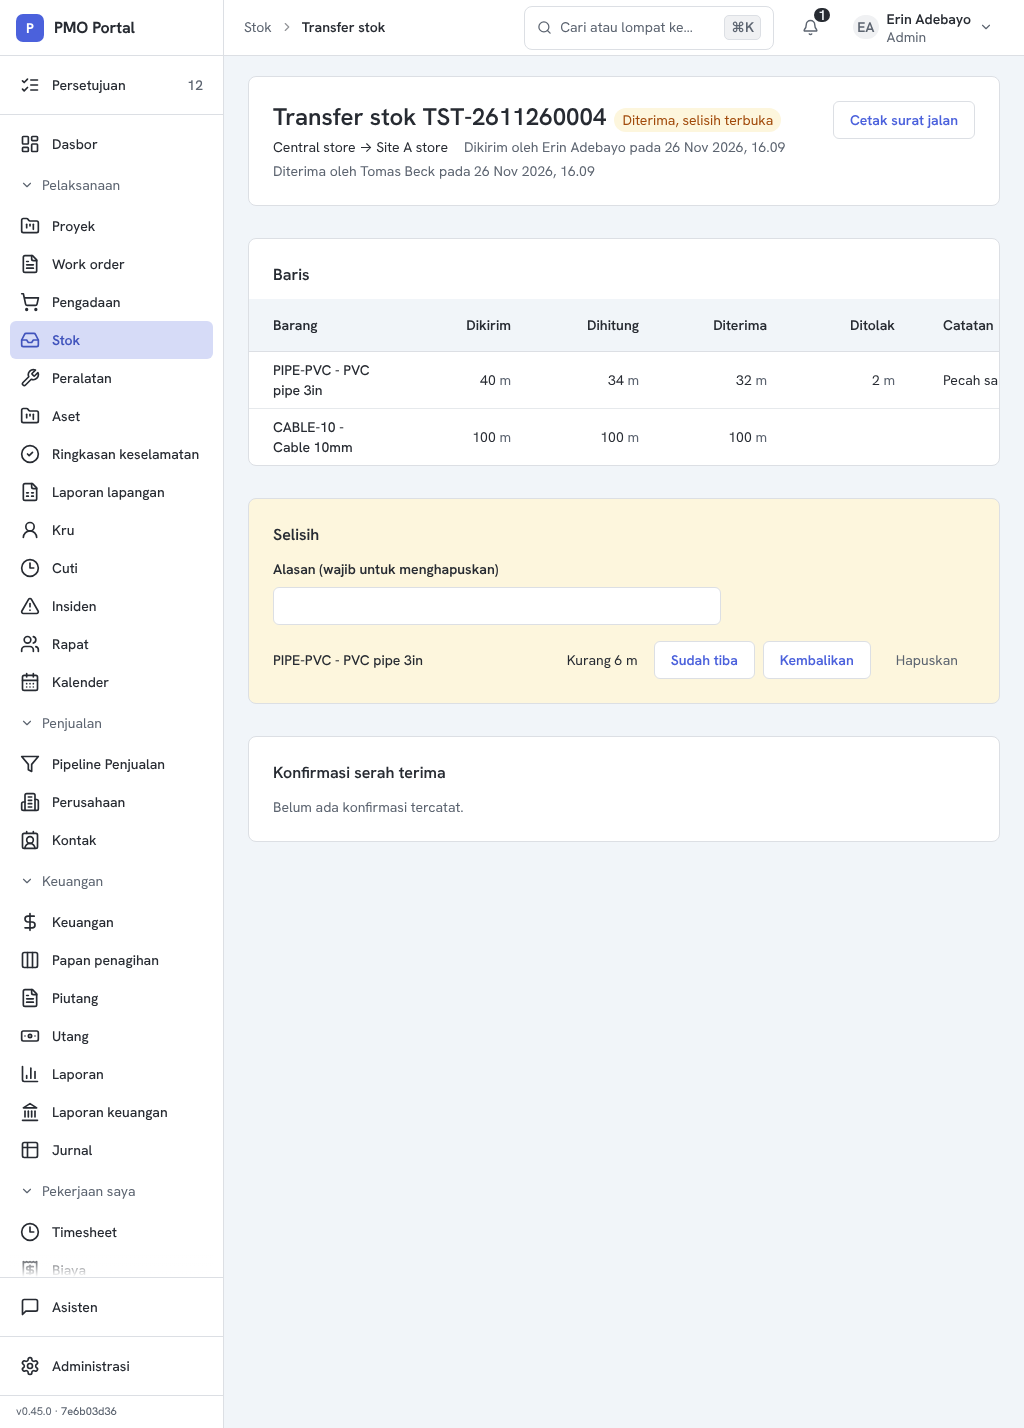 P PMO Portal
Stok > Transfer stok
Cari atau lompat ke... ⌘K
1
EA Erin Adebayo
Admin
Persetujuan 12
Dasbor
Pelaksanaan
Proyek
Work order
Pengadaan
Stok
Peralatan
Aset
Ringkasan keselamatan
Laporan lapangan
Kru
Cuti
Insiden
Rapat
Kalender
Penjualan
Pipeline Penjualan
Perusahaan
Kontak
Keuangan
Keuangan
Papan penagihan
Piutang
Utang
Laporan
Laporan keuangan
Jurnal
Pekerjaan saya
Timesheet
Biaya
Asisten
Administrasi
v0.45.0 · 7e6b03d36
Transfer stok TST-2611260004 Diterima, selisih terbuka
Cetak surat jalan
Central store → Site A store Dikirim oleh Erin Adebayo pada 26 Nov 2026, 16.09
Diterima oleh Tomas Beck pada 26 Nov 2026, 16.09
Baris
Barang Dikirim Dihitung Diterima Ditolak Catatan
PIPE-PVC - PVC pipe 3in 40 m 34 m 32 m 2 m Pecah sa
CABLE-10 - Cable 10mm 100 m 100 m 100 m
Selisih
Alasan (wajib untuk menghapuskan)
PIPE-PVC - PVC pipe 3in Kurang 6 m Sudah tiba Kembalikan Hapuskan
Konfirmasi serah terima
Belum ada konfirmasi tercatat.